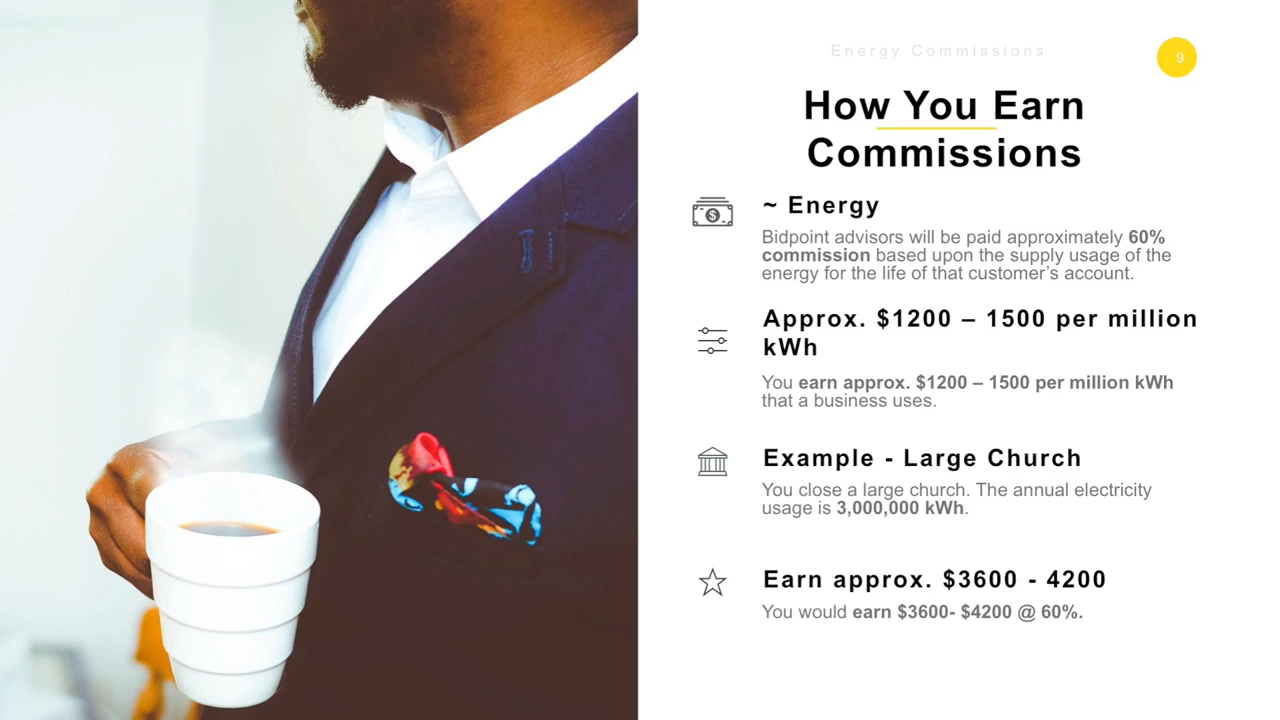 Energy Commissions
9
How You Earn
Commissions
~ Energy
Bidpoint advisors will be paid approximately 60%
commission based upon the supply usage of the
energy for the life of that customer’s account.
Approx. $1200 – 1500 per million
kWh
You earn approx. $1200 – 1500 per million kWh
that a business uses.
Example - Large Church
You close a large church. The annual electricity
usage is 3,000,000 kWh.
Earn approx. $3600 - 4200
You would earn $3600- $4200 @ 60%.